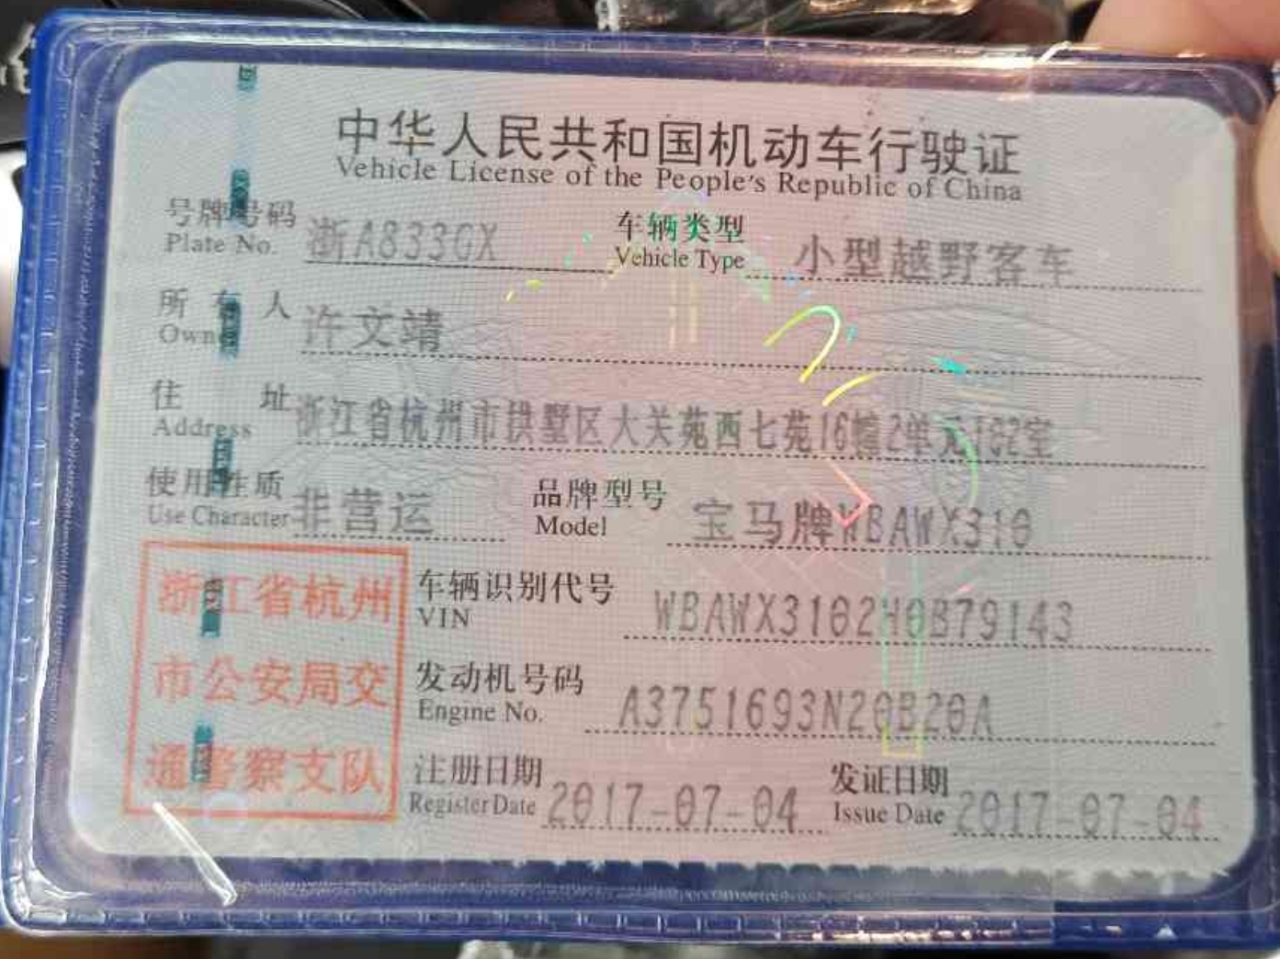 中华人民共和国机动车行驶证
Vehicle License of the People's Republic of China
号牌号码 浙A833GX 车辆类型 小型越野客车
Plate No. Vehicle Type
所有人 许文靖
Owner
住址 浙江省杭州市拱墅区大关苑西七苑16幢2单元102室
Address
使用性质 非营运 品牌型号 宝马牌WBAWX310
Use Character Model
浙江省杭州
市公安局交
通警察支队
车辆识别代号 WBAWX3102H0B79143
VIN
发动机号码 A3751693N20B20A
Engine No.
注册日期 2017-07-04 发证日期 2017-07-04
Register Date Issue Date